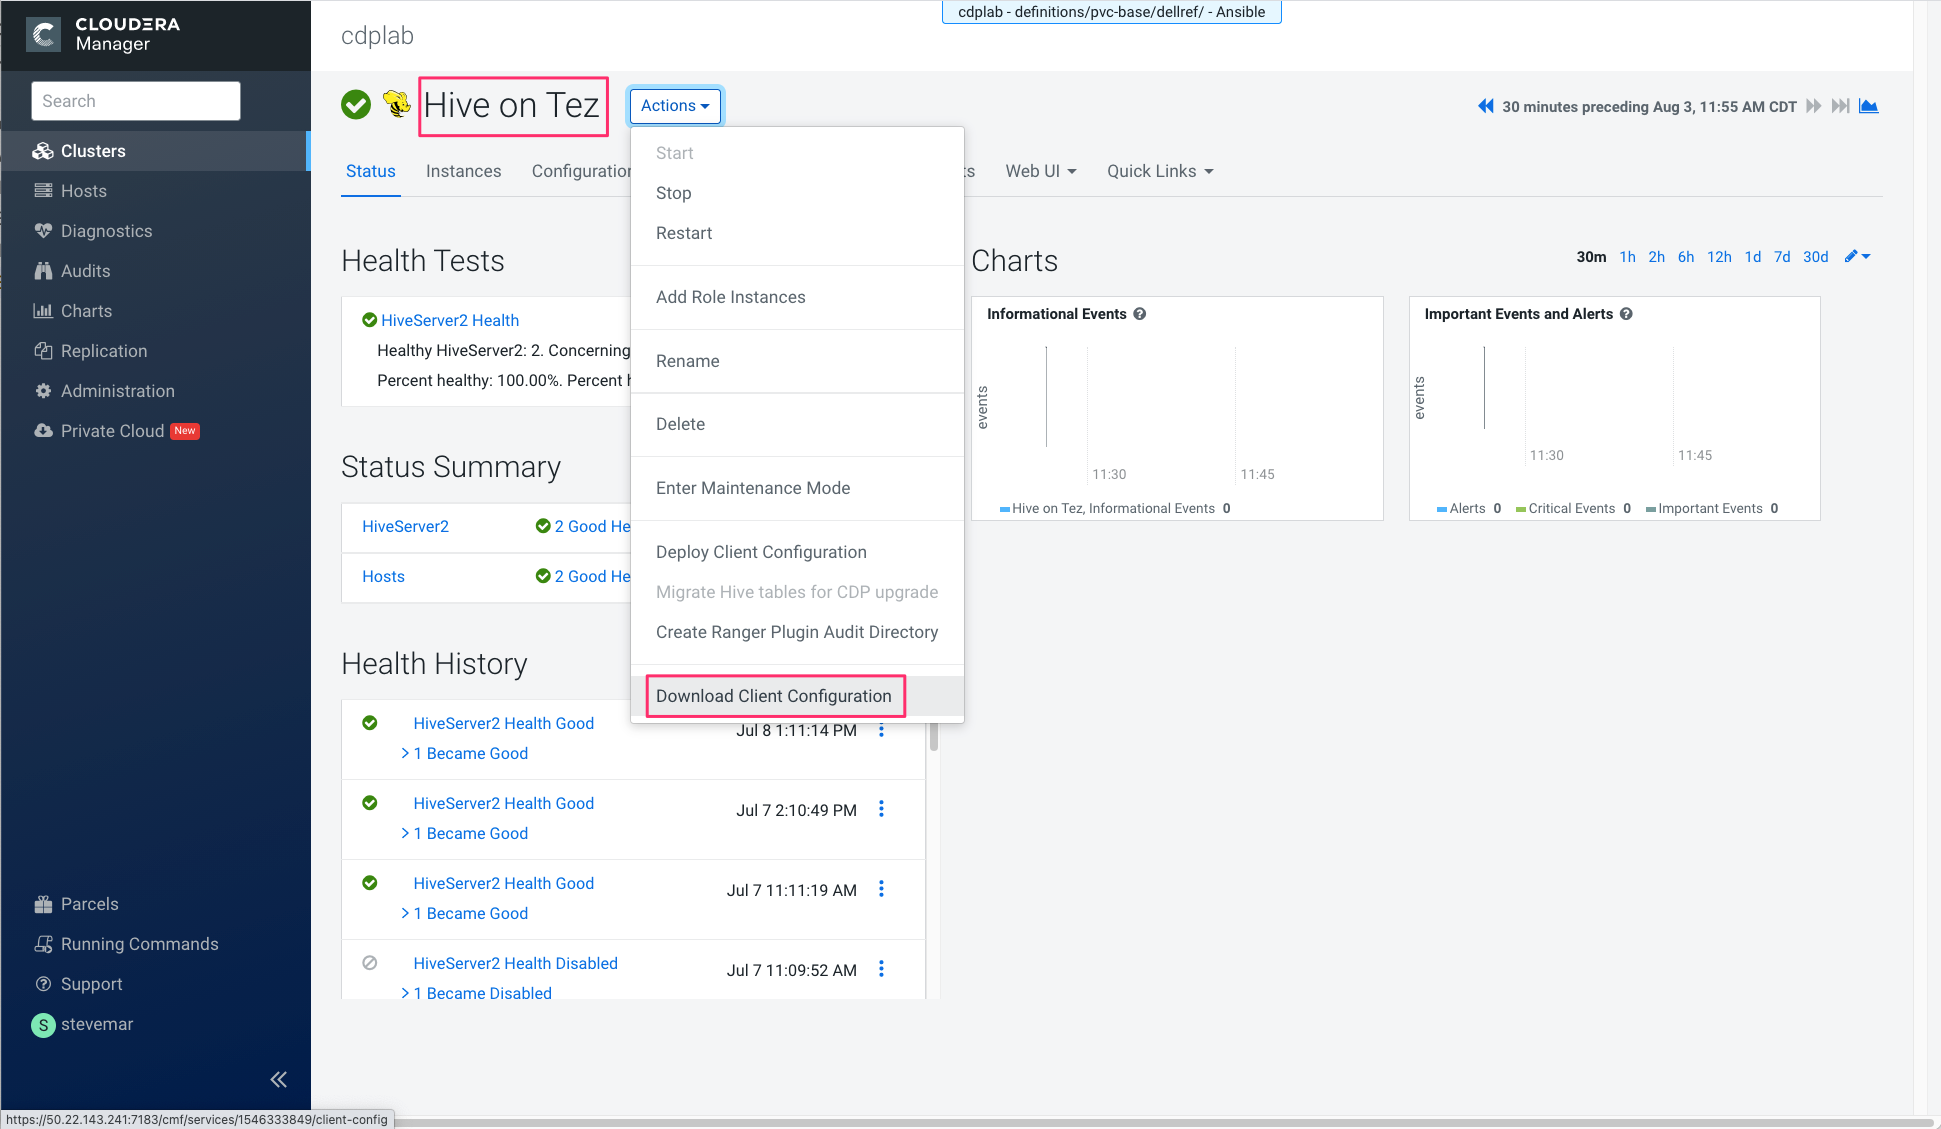 CLOUDERA
Manager
Search
Clusters
Hosts
Diagnostics
Audits
Charts
Replication
Administration
Private Cloud New
Parcels
Running Commands
Support
S stevemar
cdplab - definitions/pvc-base/dellref/ - Ansible
cdplab
Hive on Tez
Actions
30 minutes preceding Aug 3, 11:55 AM CDT
Status Instances Configuration ts Web UI Quick Links
Start
Stop
Restart
Add Role Instances
Rename
Delete
Enter Maintenance Mode
Deploy Client Configuration
Migrate Hive tables for CDP upgrade
Create Ranger Plugin Audit Directory
Download Client Configuration
Health Tests
HiveServer2 Health
Healthy HiveServer2: 2. Concerning
Percent healthy: 100.00%. Percent h
Status Summary
HiveServer2 2 Good He
Hosts 2 Good He
Health History
HiveServer2 Health Good Jul 8 1:11:14 PM
> 1 Became Good
HiveServer2 Health Good Jul 7 2:10:49 PM
> 1 Became Good
HiveServer2 Health Good Jul 7 11:11:19 AM
> 1 Became Good
HiveServer2 Health Disabled Jul 7 11:09:52 AM
> 1 Became Disabled
Charts
30m 1h 2h 6h 12h 1d 7d 30d
Informational Events
events
11:30 11:45
Hive on Tez, Informational Events 0
Important Events and Alerts
events
11:30 11:45
Alerts 0 Critical Events 0 Important Events 0
https://50.22.143.241:7183/cmf/services/1546333849/client-config